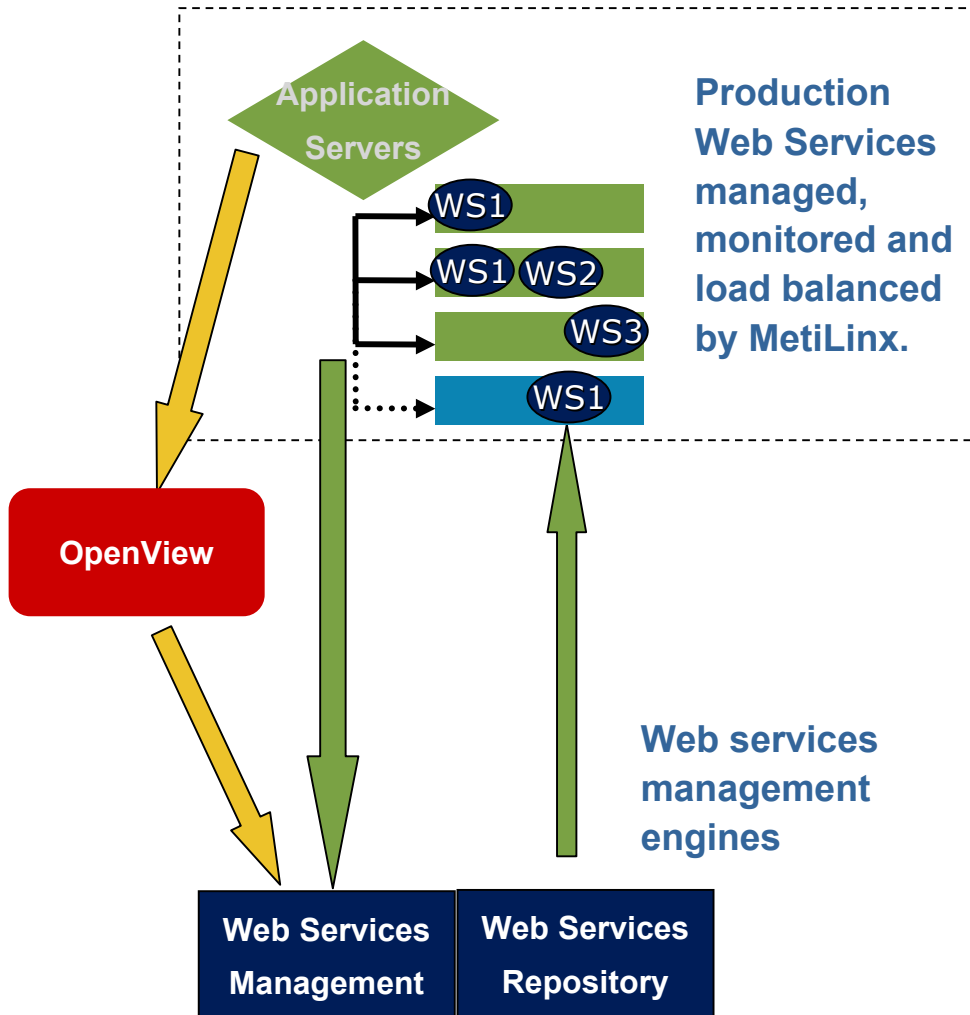 Application
Servers
Production
Web Services
managed,
monitored and
load balanced
by MetiLinx.
WS1
WS1 WS2
WS3
WS1
OpenView
Web services
management
engines
Web Services
Management
Web Services
Repository